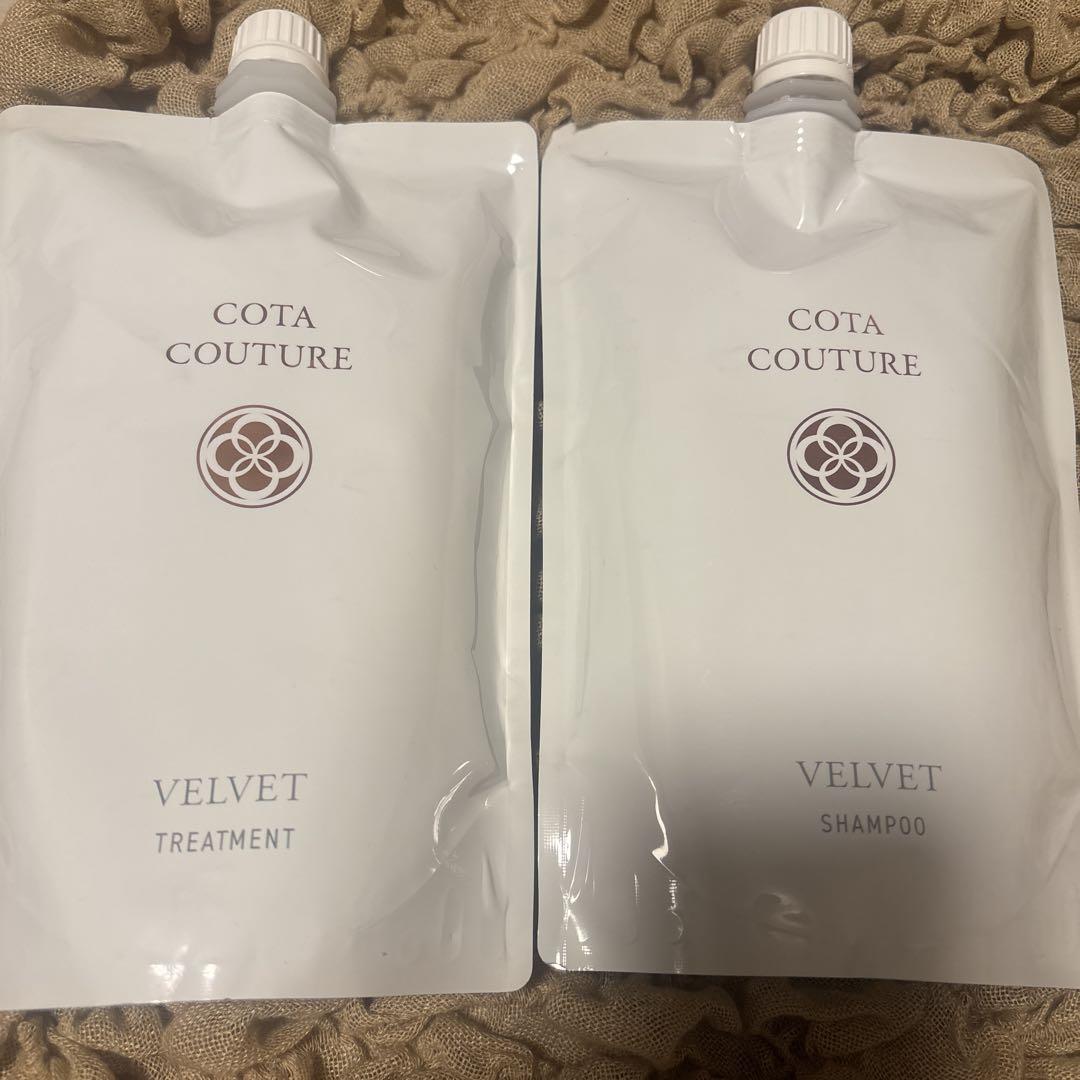 COTA
COUTURE
VELVET
TREATMENT
COTA
COUTURE
VELVET
SHAMPOO